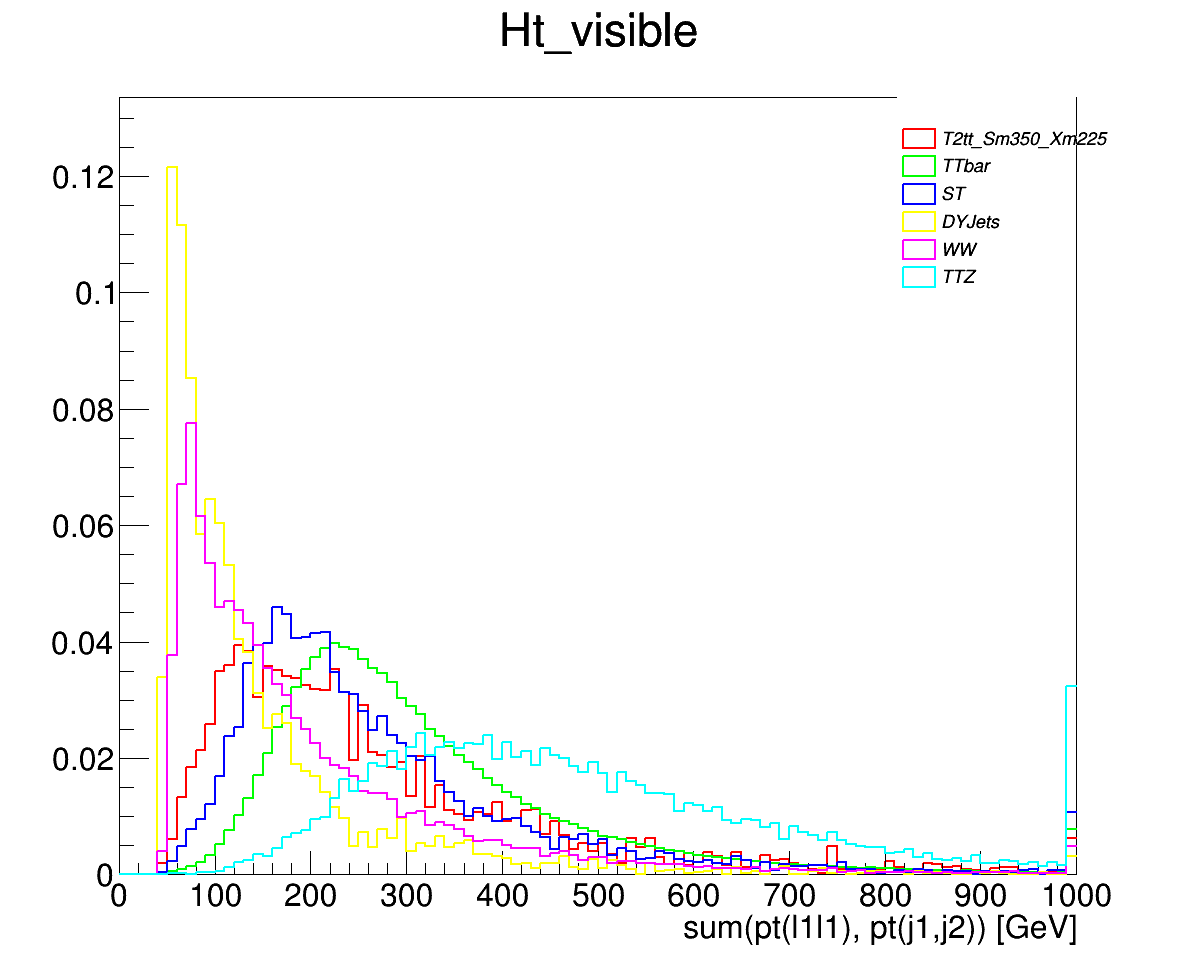 Ht_visible
T2tt_Sm350_Xm225
TTbar
ST
DYJets
WW
TTZ
0.12
0.1
0.08
0.06
0.04
0.02
0
0 100 200 300 400 500 600 700 800 900 1000
sum(pt(l1l1), pt(j1,j2)) [GeV]